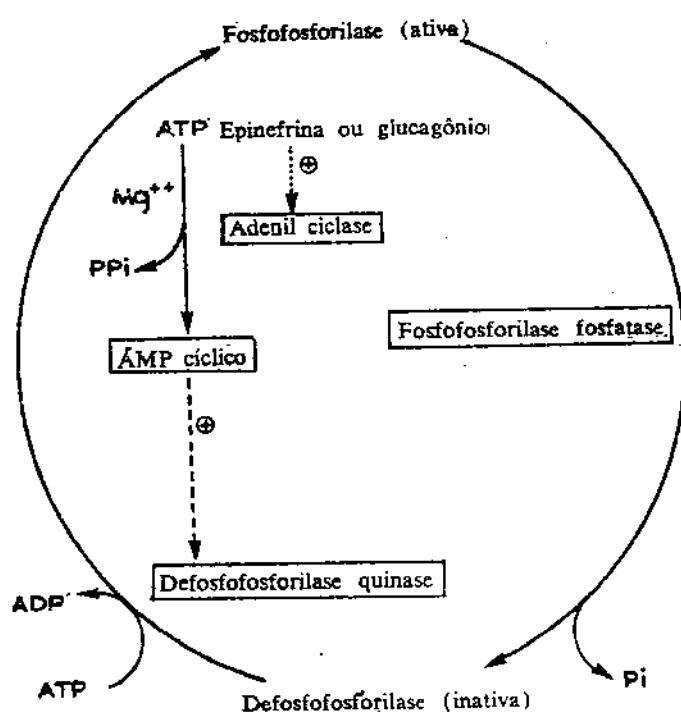 Fosfofosforilase (ativa)
ATP Epinefrina ou glucagônio
⊕
Mg++
Adenil ciclase
PPi
Fosfofosforilase fosfatase
ÁMP cíclico
⊕
Defosfofosforilase quinase
ADP
ATP
Pi
Defosfofosforilase (inativa)